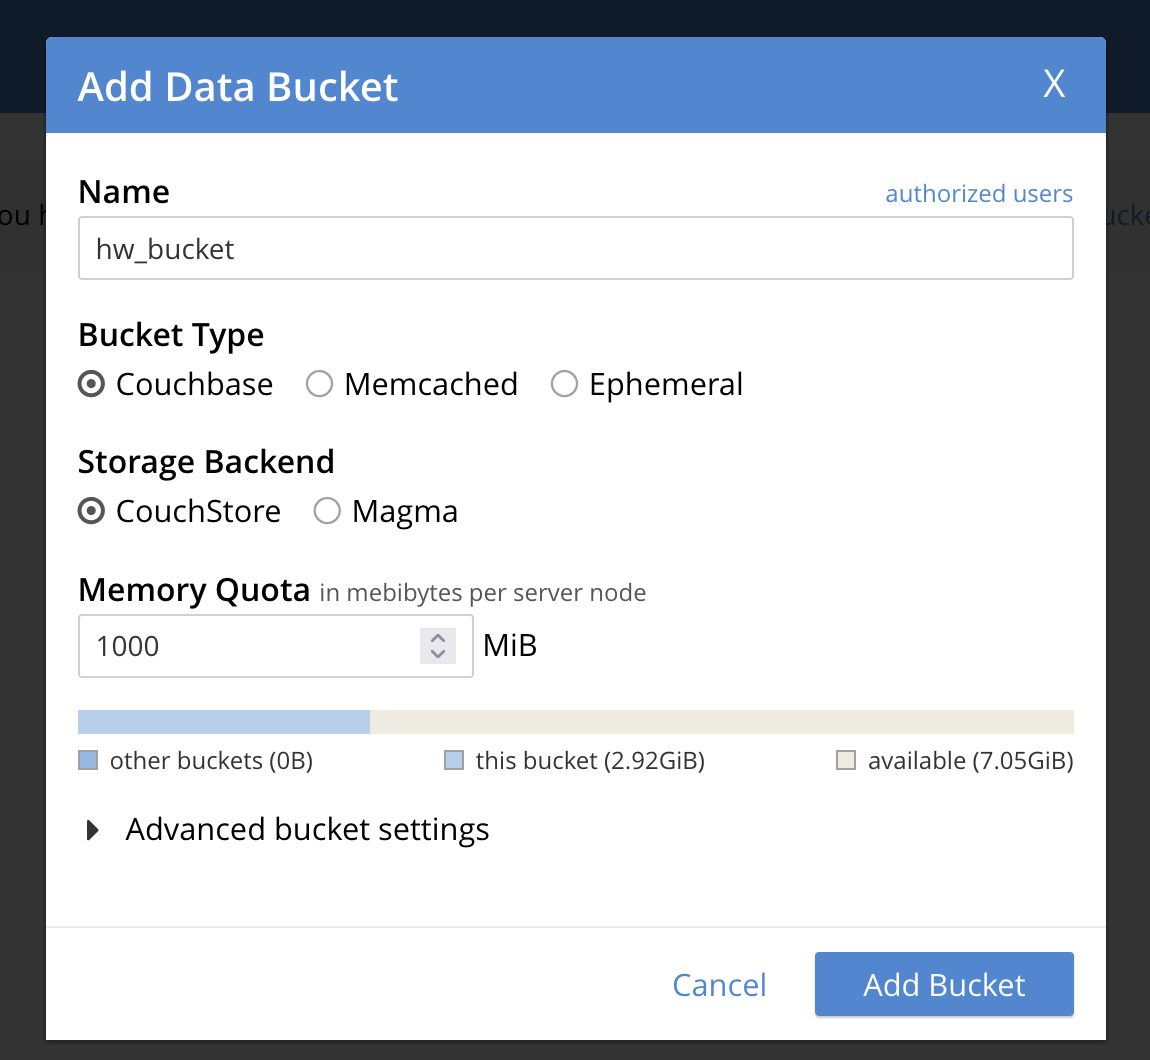 Add Data Bucket X
Name authorized users
ou h
hw_bucket
ucke
Bucket Type
Couchbase Memcached Ephemeral
Storage Backend
CouchStore Magma
Memory Quota in mebibytes per server node
1000 MiB
other buckets (0B) this bucket (2.92GiB) available (7.05GiB)
Advanced bucket settings
Cancel Add Bucket